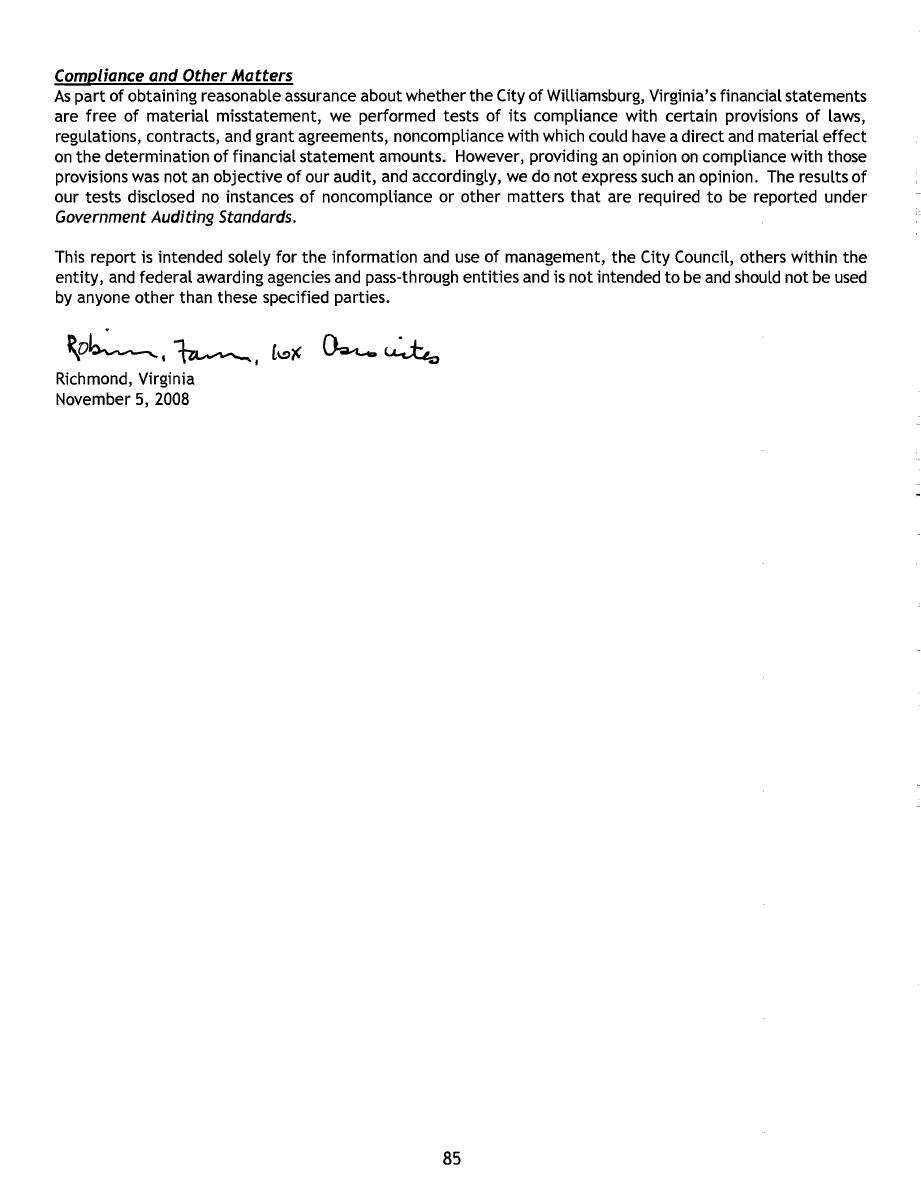 Compliance and Other Matters
As part of obtaining reasonable assurance about whether the City of Williamsburg, Virginia's financial statements
are free of material misstatement, we performed tests of its compliance with certain provisions of laws,
regulations, contracts, and grant agreements, noncompliance with which could have a direct and material effect
on the determination of financial statement amounts. However, providing an opinion on compliance with those
provisions was not an objective of our audit, and accordingly, we do not express such an opinion. The results of
our tests disclosed no instances of noncompliance or other matters that are required to be reported under
Government Auditing Standards.
This report is intended solely for the information and use of management, the City Council, others within the
entity, and federal awarding agencies and pass-through entities and is not intended to be and should not be used
by anyone other than these specified parties.
Cox Associates
Richmond, Virginia
November 5, 2008
85